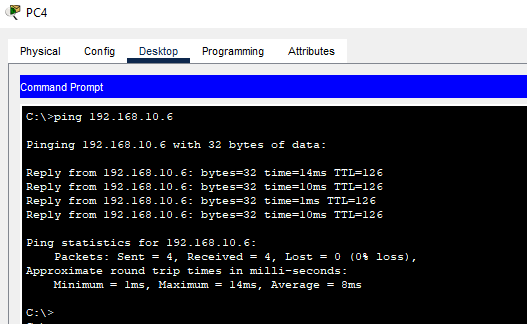 PC4
Physical Config Desktop Programming Attributes
Command Prompt
C:\>ping 192.168.10.6
Pinging 192.168.10.6 with 32 bytes of data:
Reply from 192.168.10.6: bytes=32 time=14ms TTL=126
Reply from 192.168.10.6: bytes=32 time=10ms TTL=126
Reply from 192.168.10.6: bytes=32 time=1ms TTL=126
Reply from 192.168.10.6: bytes=32 time=10ms TTL=126
Ping statistics for 192.168.10.6:
Packets: Sent = 4, Received = 4, Lost = 0 (0% loss),
Approximate round trip times in milli-seconds:
Minimum = 1ms, Maximum = 14ms, Average = 8ms
C:\>